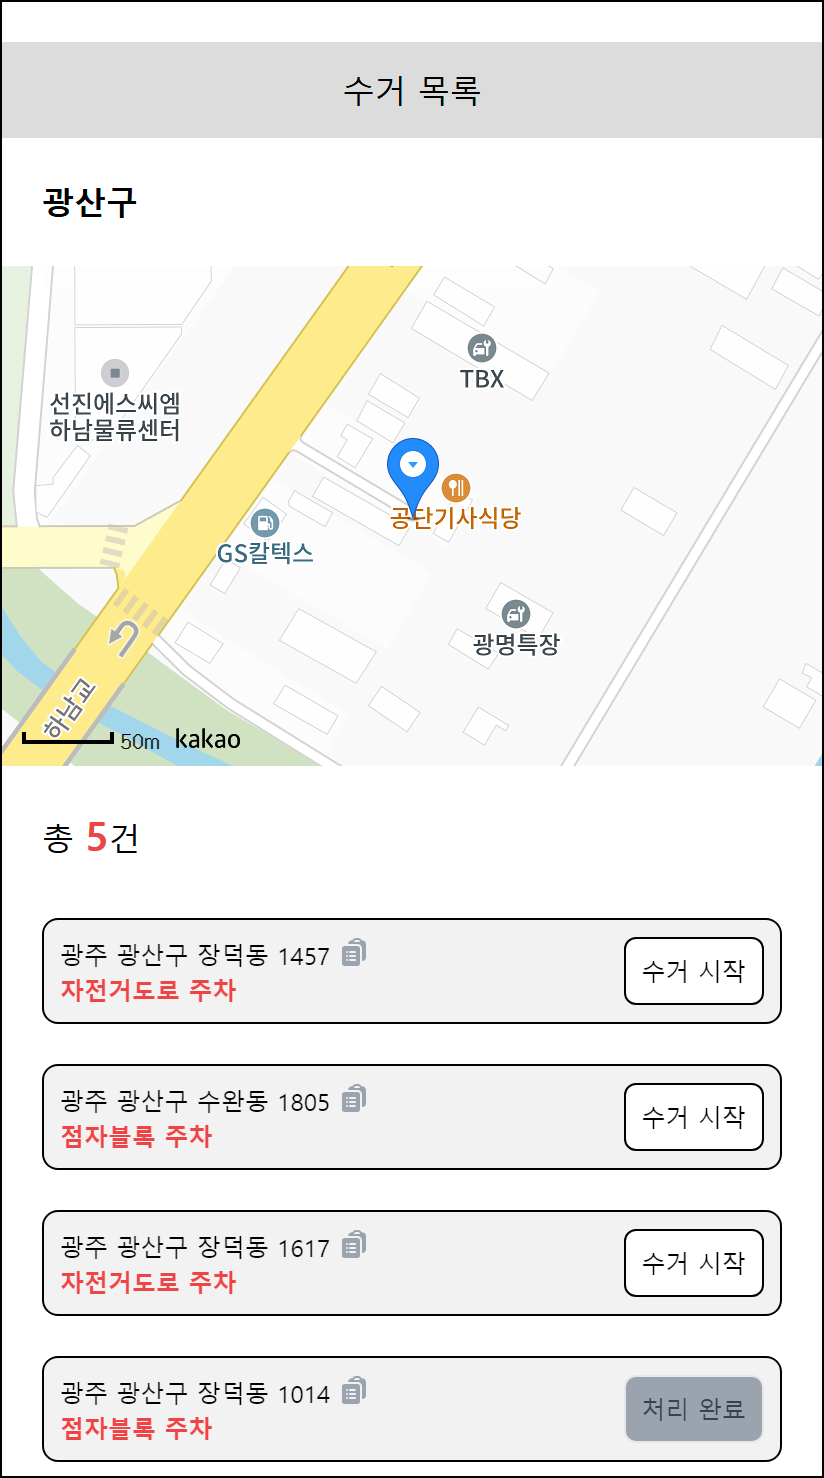 수거 목록
광산구
TBX
선진에스씨엠
하남물류센터
공단기사식당
GS칼텍스
광명특장
하남교
50m kakao
총 5건
광주 광산구 장덕동 1457
자전거도로 주차
수거 시작
광주 광산구 수완동 1805
점자블록 주차
수거 시작
광주 광산구 장덕동 1617
자전거도로 주차
수거 시작
광주 광산구 장덕동 1014
점자블록 주차
처리 완료